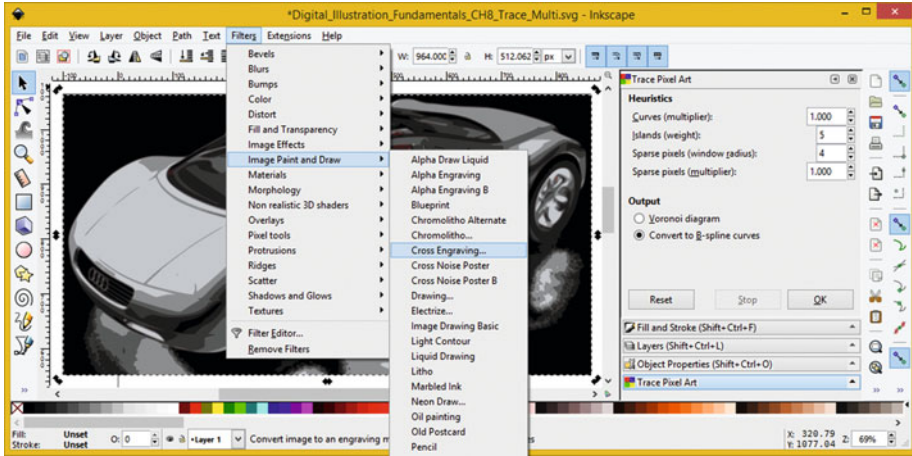 *Digital_Illustration_Fundamentals_CH8_Trace_Multi.svg - Inkscape
File Edit View Layer Object Path Text Filters Extensions Help
W: 964.000 H: 512.062 px
Bevels
Blurs
Bumps
Color
Distort
Fill and Transparency
Image Effects
Image Paint and Draw
Materials
Morphology
Non realistic 3D shaders
Overlays
Pixel tools
Protrusions
Ridges
Scatter
Shadows and Glows
Textures
Filter Editor...
Remove Filters
Alpha Draw Liquid
Alpha Engraving
Alpha Engraving B
Blueprint
Chromolitho Alternate
Chromolitho...
Cross Engraving...
Cross Noise Poster
Cross Noise Poster B
Drawing...
Electrize...
Image Drawing Basic
Light Contour
Liquid Drawing
Litho
Marbled Ink
Neon Draw...
Oil painting
Old Postcard
Pencil
Trace Pixel Art
Heuristics
Curves (multiplier): 1.000
Islands (weight): 5
Sparse pixels (window radius): 4
Sparse pixels (multiplier): 1.000
Output
Voronoi diagram
Convert to B-spline curves
Reset Stop OK
Fill and Stroke (Shift+Ctrl+F)
Layers (Shift+Ctrl+L)
Object Properties (Shift+Ctrl+O)
Trace Pixel Art
Fill: Unset
Stroke: Unset
O: 0
Layer 1
Convert image to an engraving
X: 320.79
Y: 1077.04
Z: 69%